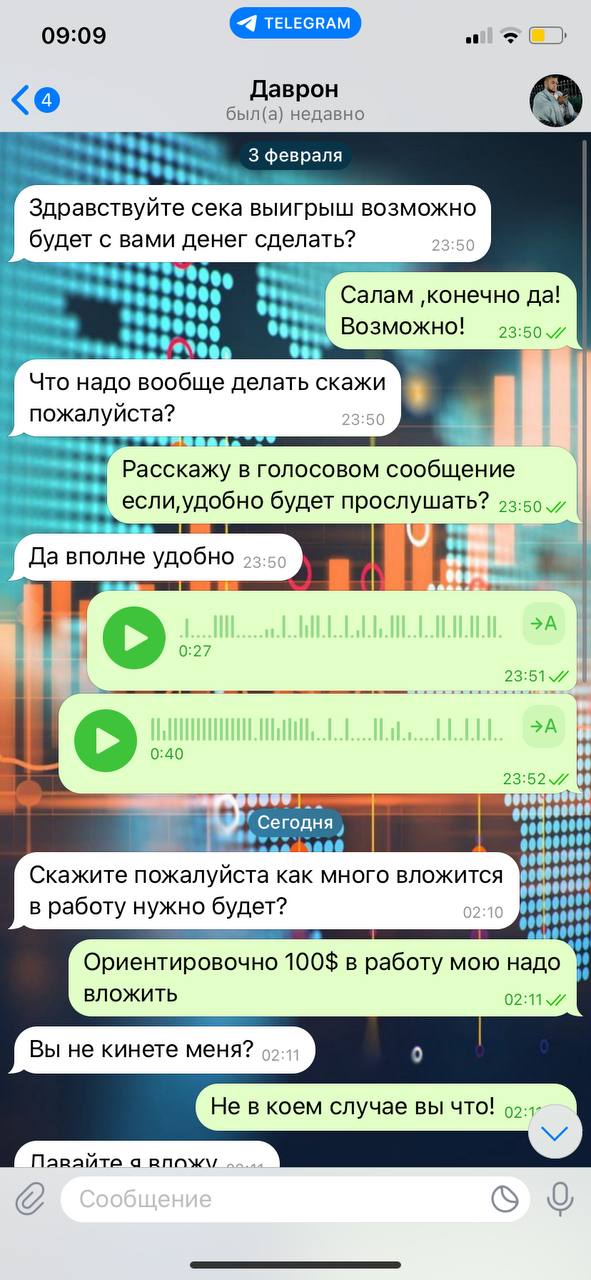 09:09
TELEGRAM
4
Даврон
был(а) недавно
3 февраля
Здравствуйте сека выигрыш возможно
будет с вами денег сделать?
23:50
Салам ,конечно да!
Возможно!
23:50
Что надо вообще делать скажи
пожалуйста?
23:50
Расскажу в голосовом сообщение
если,удобно будет прослушать?
23:50
Да вполне удобно
23:50
→A
0:27
23:51
→A
0:40
23:52
Сегодня
Скажите пожалуйста как много вложится
в работу нужно будет?
02:10
Ориентировочно 100$ в работу мою надо
вложить
02:11
Вы не кинете меня?
02:11
Не в коем случае вы что!
02:11
Давайте я вложу
02:11
Сообщение